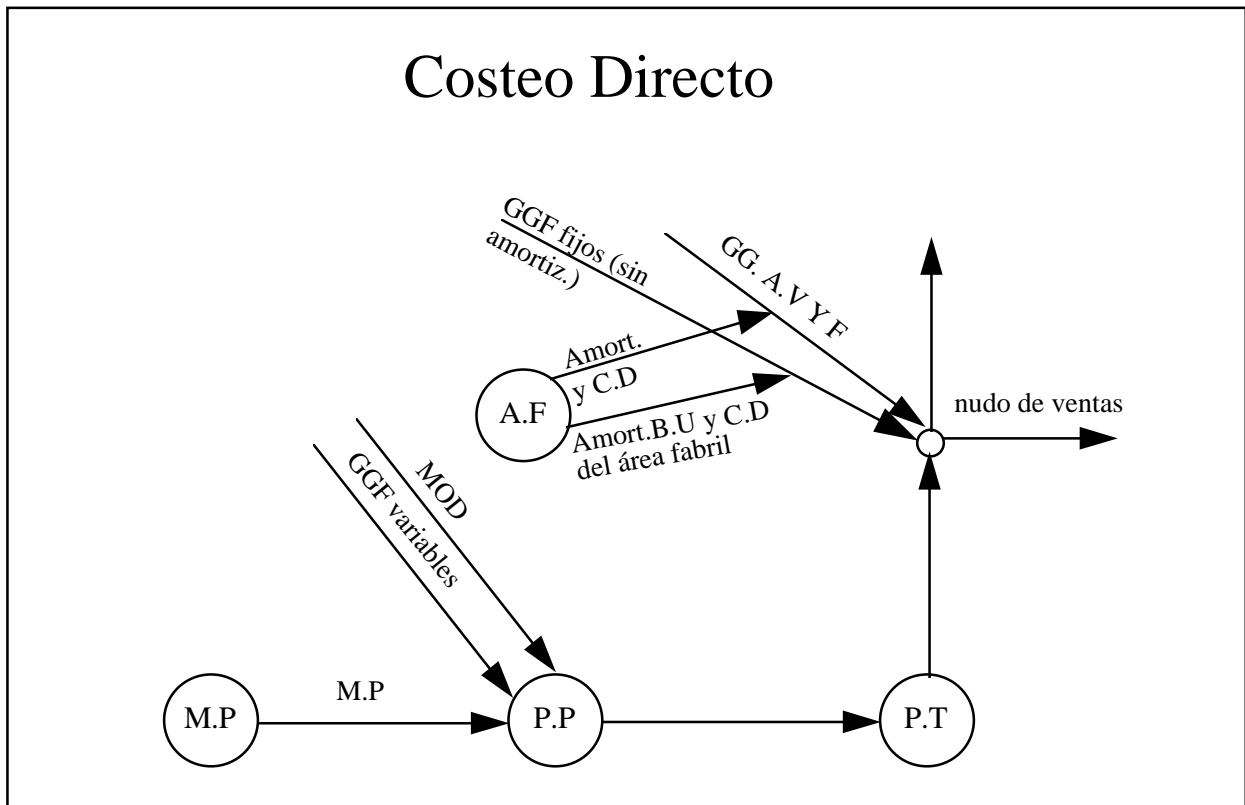 Costeo Directo
GGF fijos (sin
amortiz.)
GG. A.V Y F
Amort.
y C.D
A.F
Amort.B.U y C.D
del área fabril
nudo de ventas
MOD
GGF variables
M.P
M.P
P.P
P.T